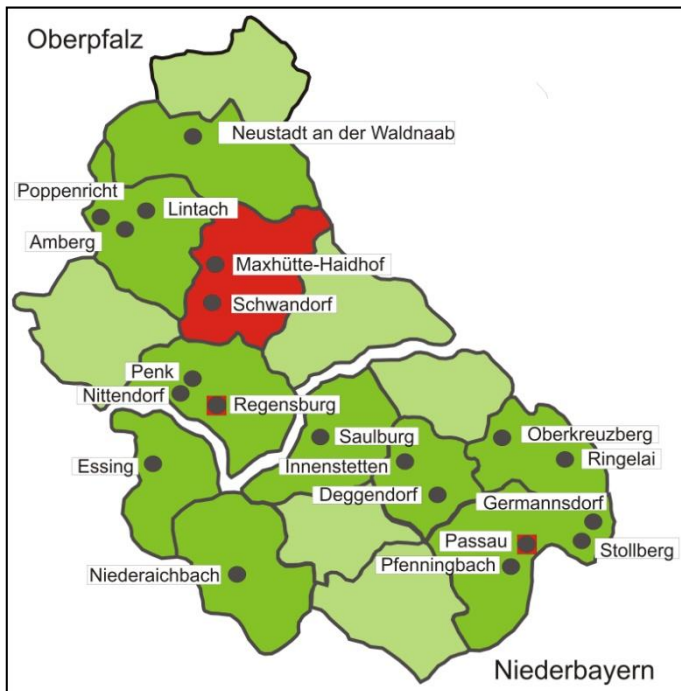 Oberpfalz
Neustadt an der Waldnaab
Poppenricht
Lintach
Amberg
Maxhütte-Haidhof
Schwandorf
Penk
Nittendorf
Regensburg
Saulburg
Oberkreuzberg
Essing
Innenstetten
Ringelai
Deggendorf
Germannsdorf
Passau
Stollberg
Niederaichbach
Pfenningbach
Niederbayern